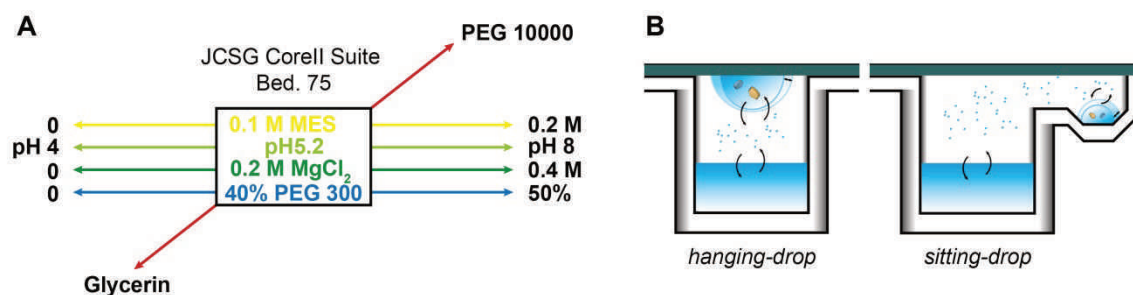 A
PEG 10000
JCSG CoreII Suite
Bed. 75
0 0.1 M MES 0.2 M
pH 4 pH5.2 pH 8
0 0.2 M MgCl₂ 0.4 M
0 40% PEG 300 50%
Glycerin
B
hanging-drop sitting-drop